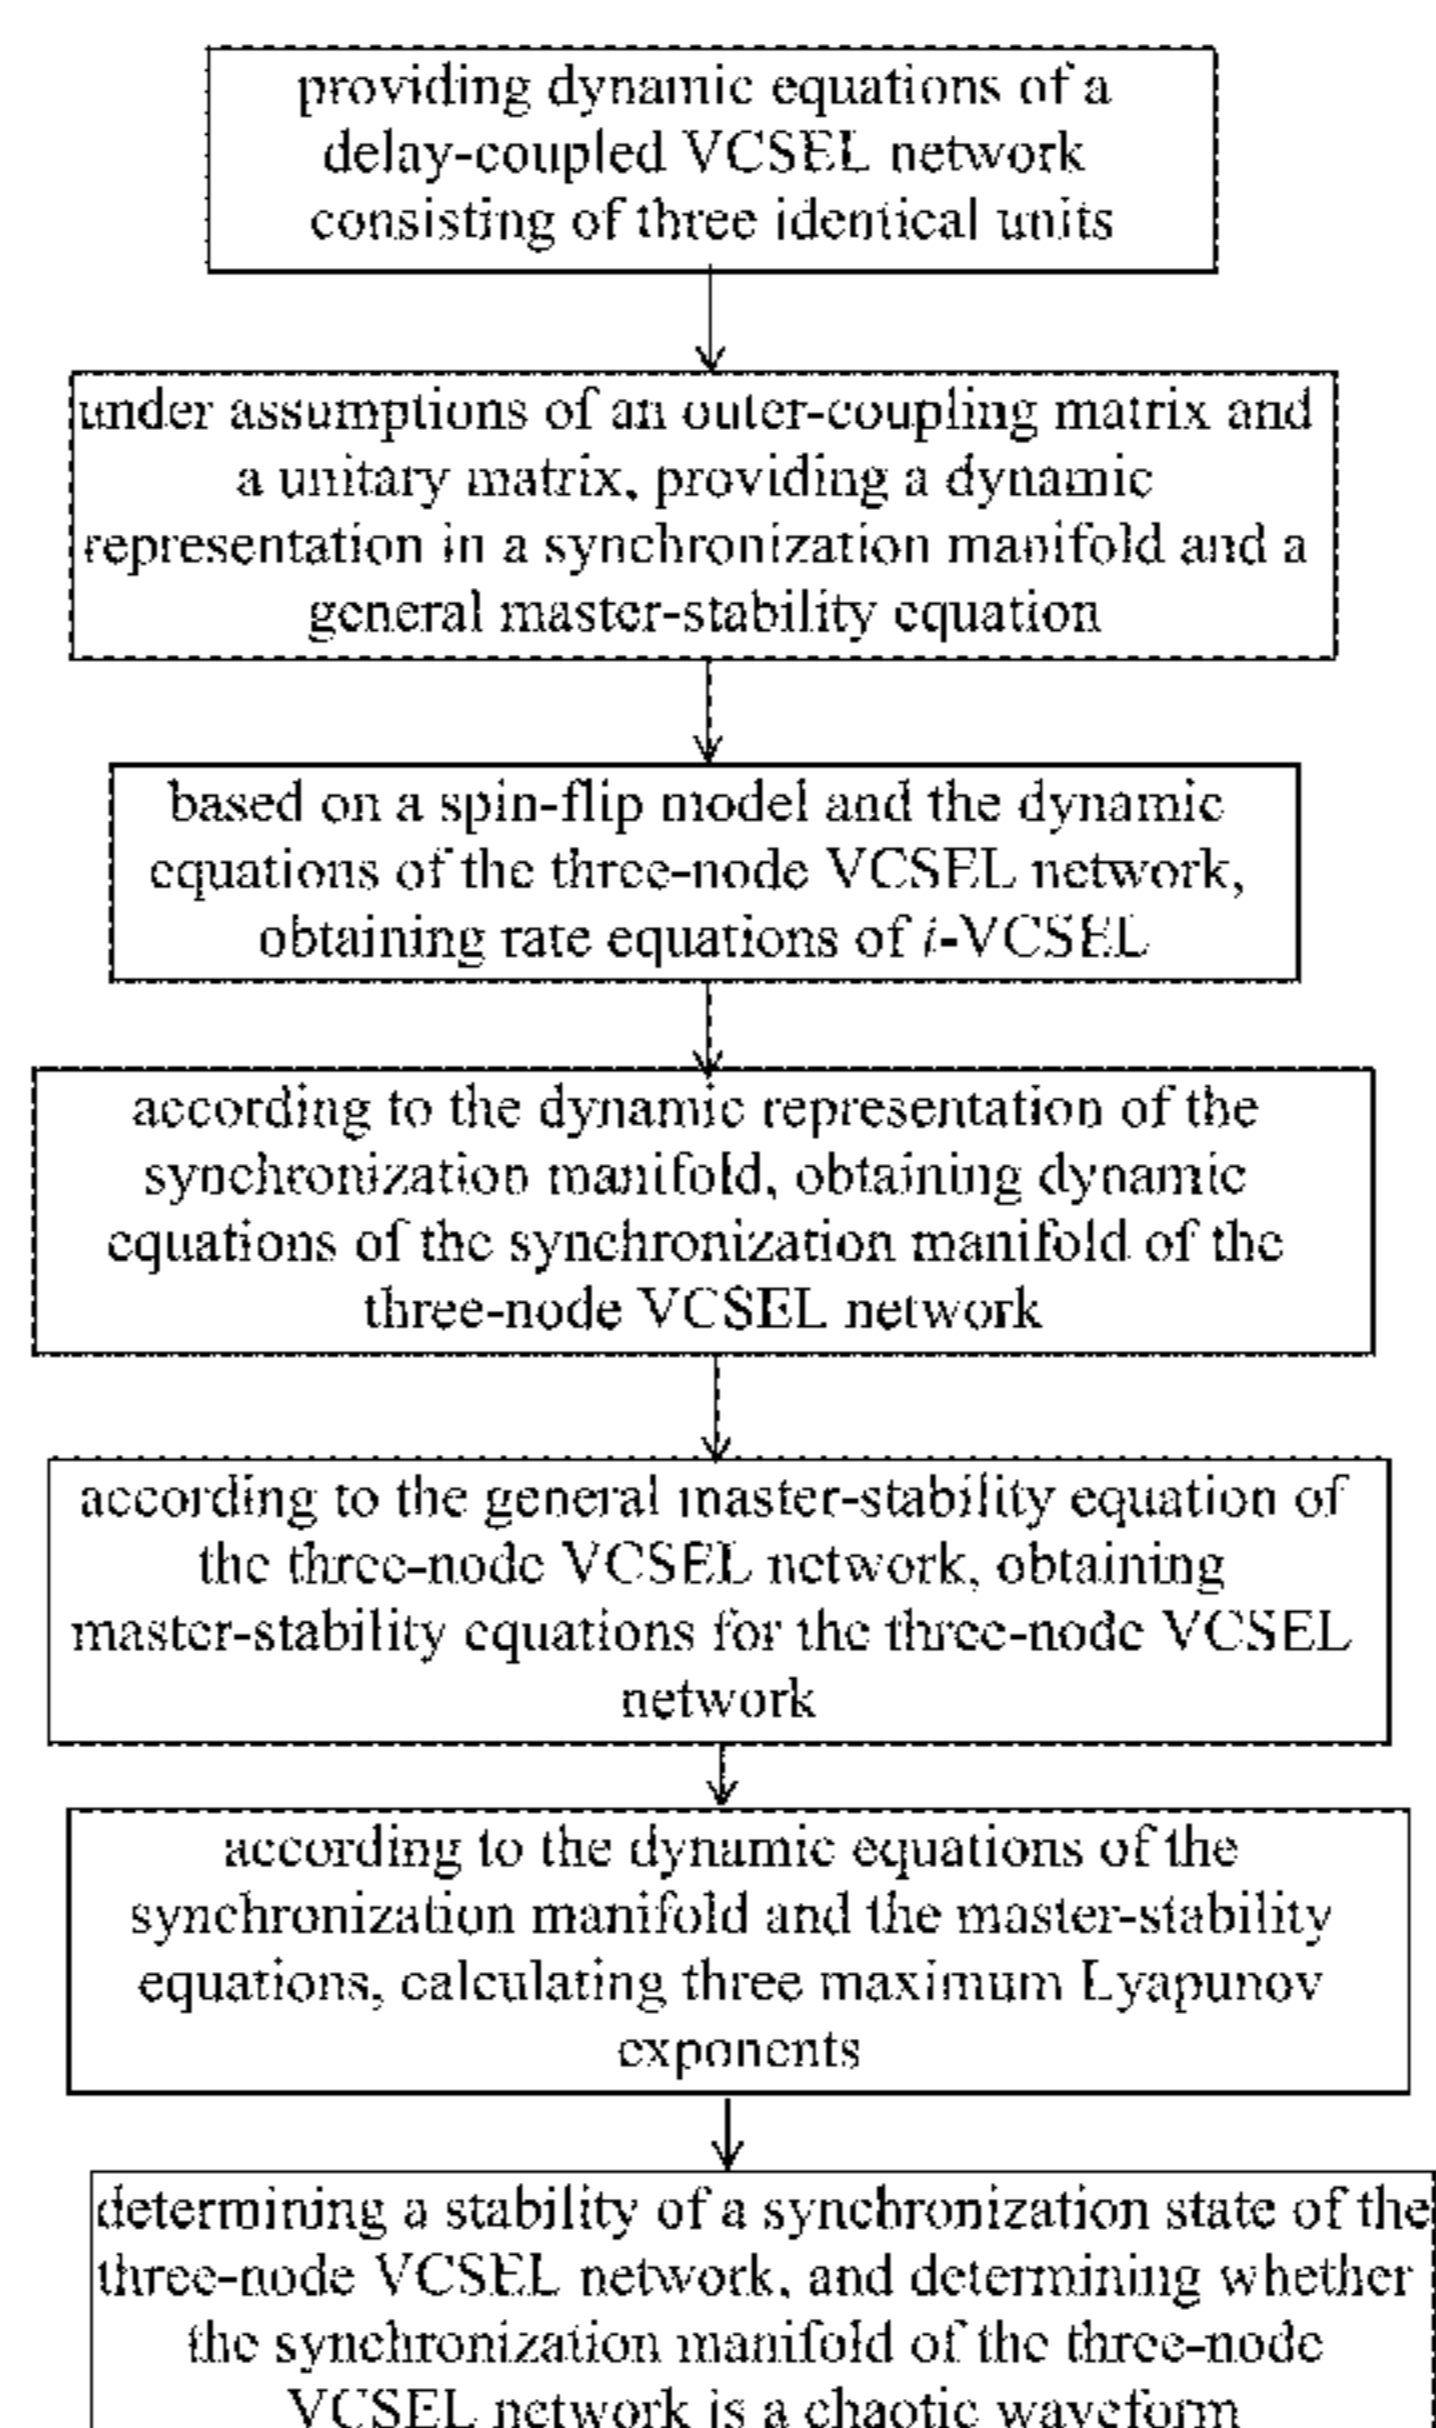 providing dynamic equations of a
delay-coupled VCSEL network
consisting of three identical units
under assumptions of an outer-coupling matrix and
a unitary matrix, providing a dynamic
representation in a synchronization manifold and a
general master-stability equation
based on a spin-flip model and the dynamic
equations of the three-node VCSEL network,
obtaining rate equations of i-VCSEL
according to the dynamic representation of the
synchronization manifold, obtaining dynamic
equations of the synchronization manifold of the
three-node VCSEL network
according to the general master-stability equation of
the three-node VCSEL network, obtaining
master-stability equations for the three-node VCSEL
network
according to the dynamic equations of the
synchronization manifold and the master-stability
equations, calculating three maximum Lyapunov
exponents
determining a stability of a synchronization state of the
three-node VCSEL network, and determining whether
the synchronization manifold of the three-node
VCSEL network is a chaotic waveform